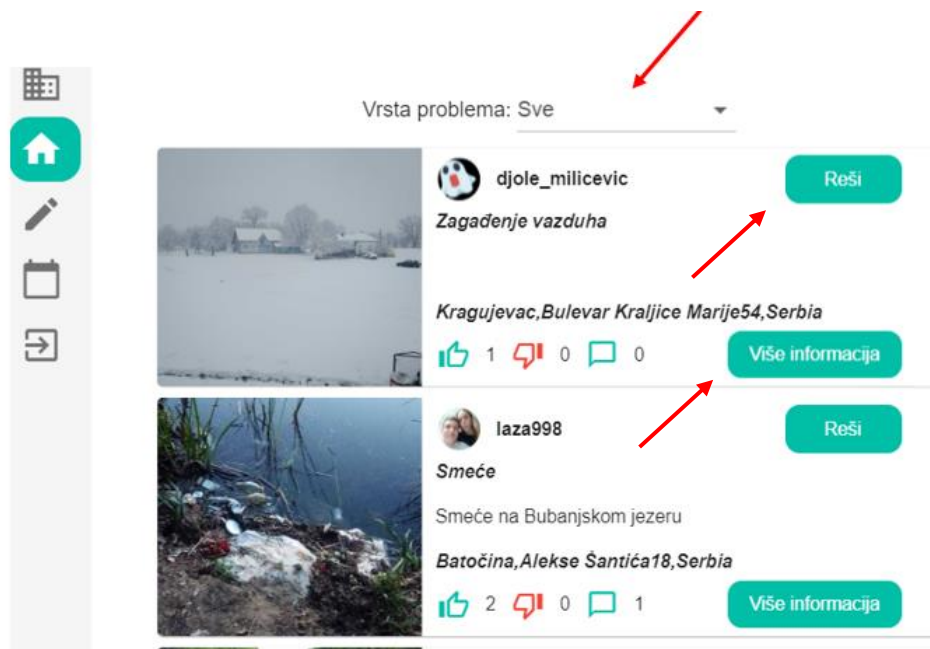 Vrsta problema: Sve
djole_milicevic
Reši
Zagađenje vazduha
Kragujevac,Bulevar Kraljice Marije54,Serbia
1 0 0
Više informacija
laza998
Reši
Smeće
Smeće na Bubanjskom jezeru
Batočina,Alekse Šantića18,Serbia
2 0 1
Više informacija